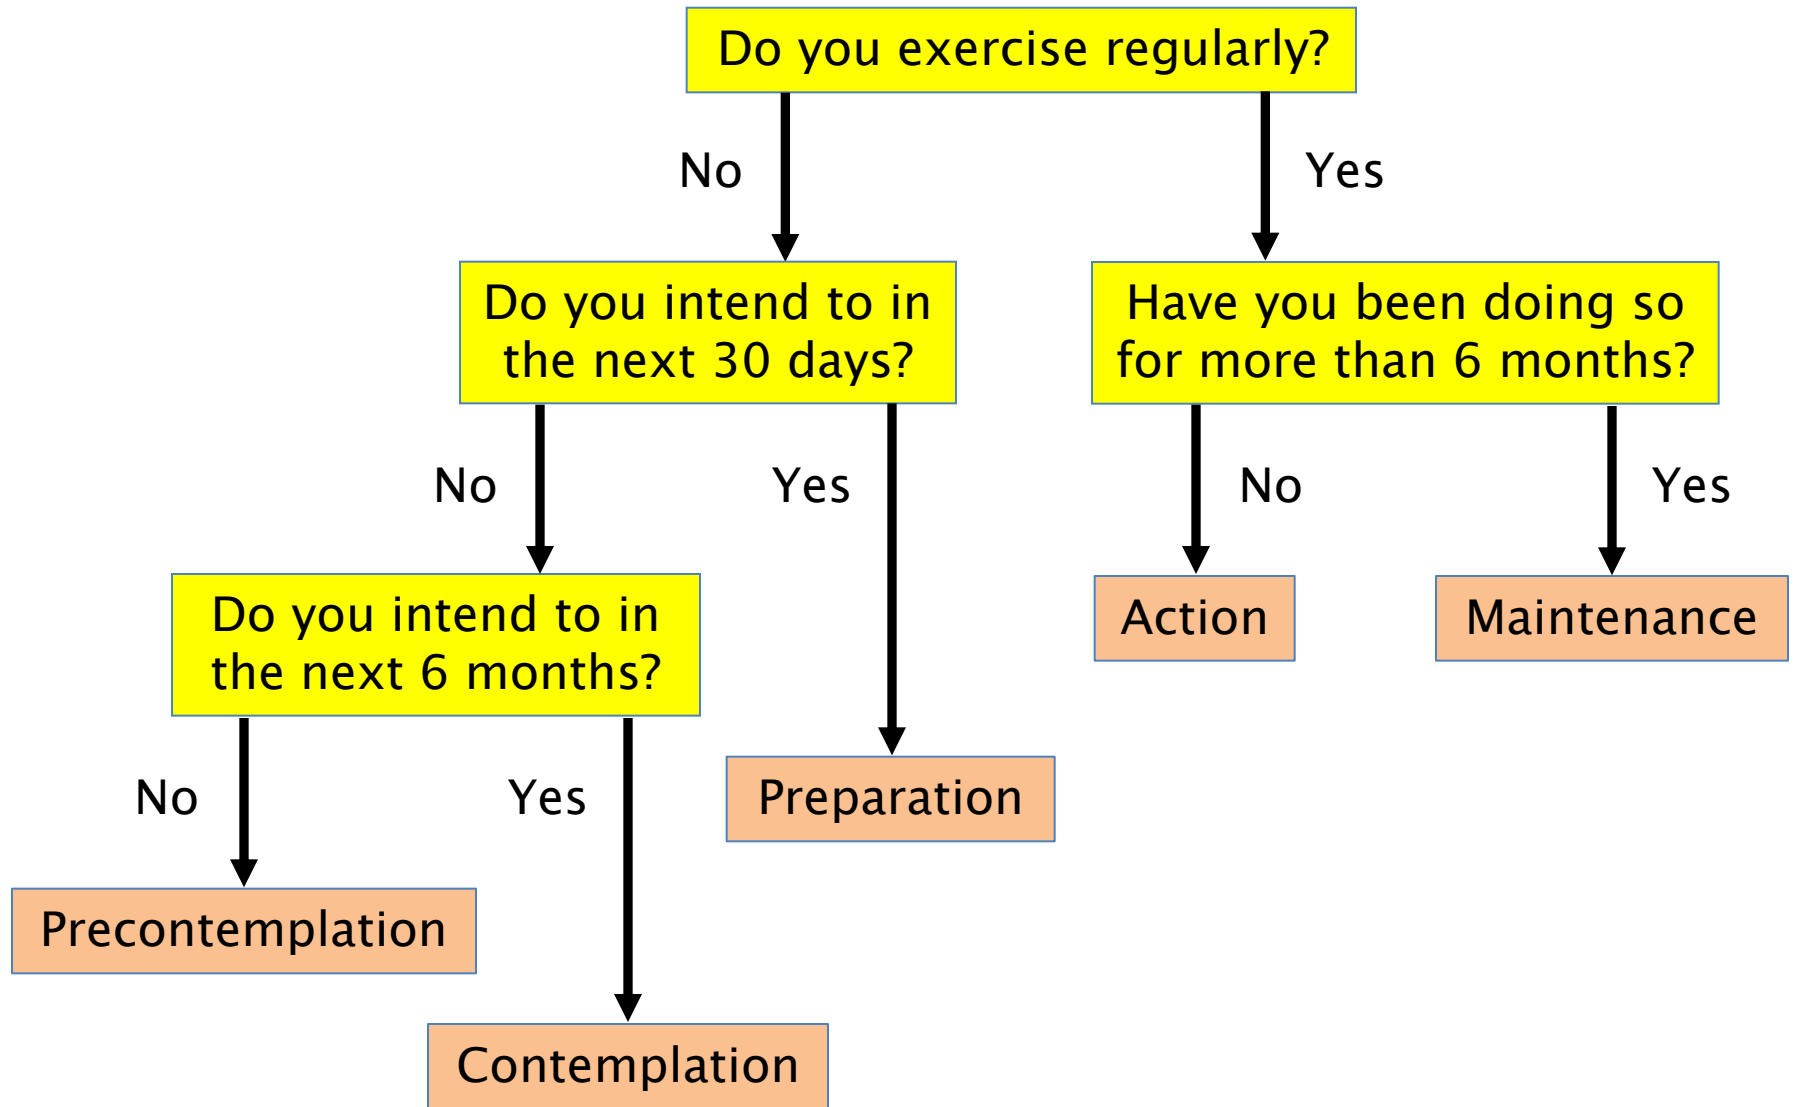 Do you exercise regularly?
No
Yes
Do you intend to in
the next 30 days?
Have you been doing so
for more than 6 months?
No
Yes
No
Yes
Do you intend to in
the next 6 months?
Action
Maintenance
No
Yes
Preparation
Precontemplation
Contemplation